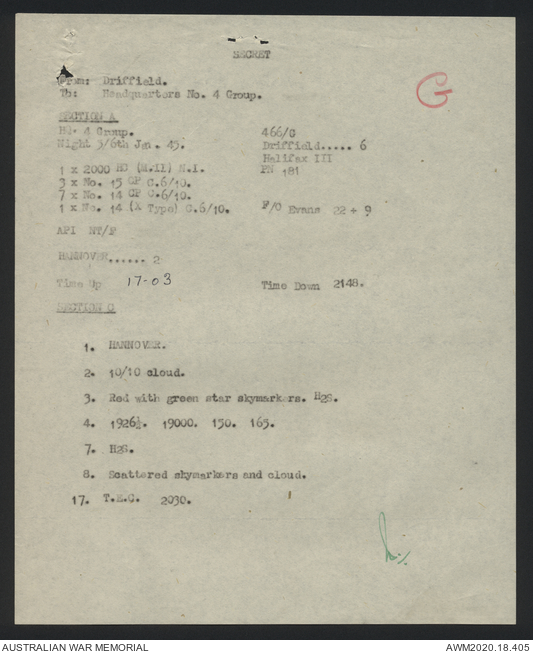 SECRET
From: Driffield.
To: Headquarters No. 4 Group.
G
SECTION A
HQ. 4 Group. 466/G
Night 5/6th Jan. 45. Driffield..... 6
Halifax III
1 x 2000 HC (M.II) N.I. PN 181
3 x No. 15 CP C.6/10.
7 x No. 14 CP C.6/10.
1 x No. 14 (X Type) C.6/10. F/O Evans 22 ÷ 9
API NT/F
HANNOVER...... 2
Time Up 17-03 Time Down 2148.
SECTION C
1. HANNOVER.
2. 10/10 cloud.
3. Red with green star skymarkers. H2S.
4. 1926½. 19000. 150. 165.
7. H2S.
8. Scattered skymarkers and cloud.
17. T.E.C. 2030.
AUSTRALIAN WAR MEMORIAL AWM2020.18.405